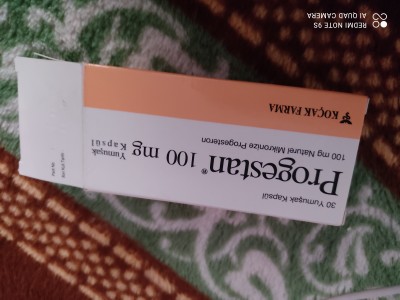 30 Yumuşak Kapsül
Progestan® 100 mg Yumuşak Kapsül
100 mg Naturel Mikronize Progesteron
KOÇAK FARMA
REDMI NOTE 9S
AI QUAD CAMERA